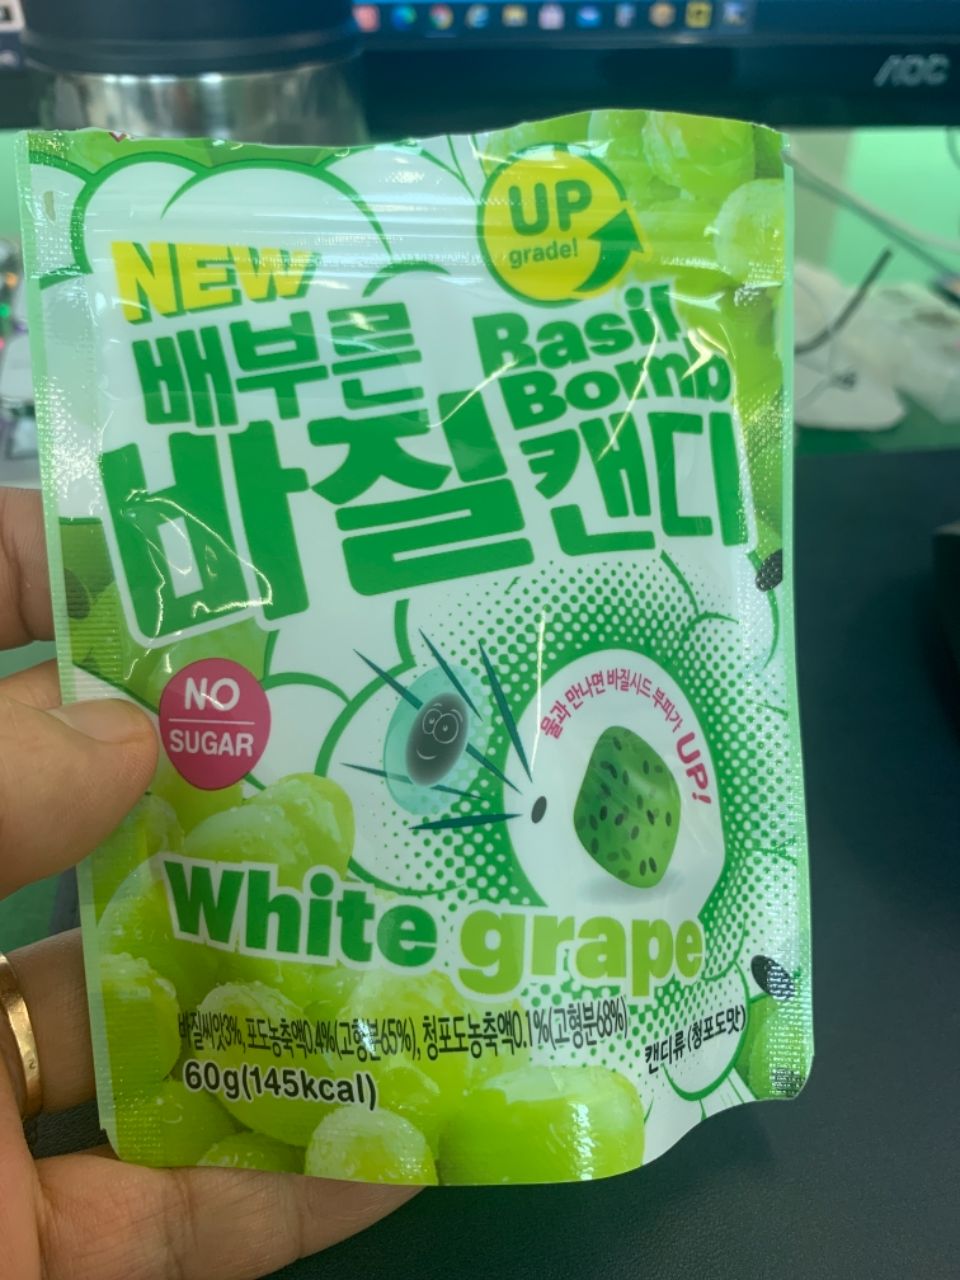 AOC
UP
grade!
NEW
배부른
Basil
Bomb
바질캔디
NO
SUGAR
물과 만나면 바질시드 부피가 UP!
White grape
바질씨앗3%, 포도농축액0.4%(고형분65%), 청포도농축액0.1%(고형분68%)
캔디류(청포도맛)
60g(145kcal)